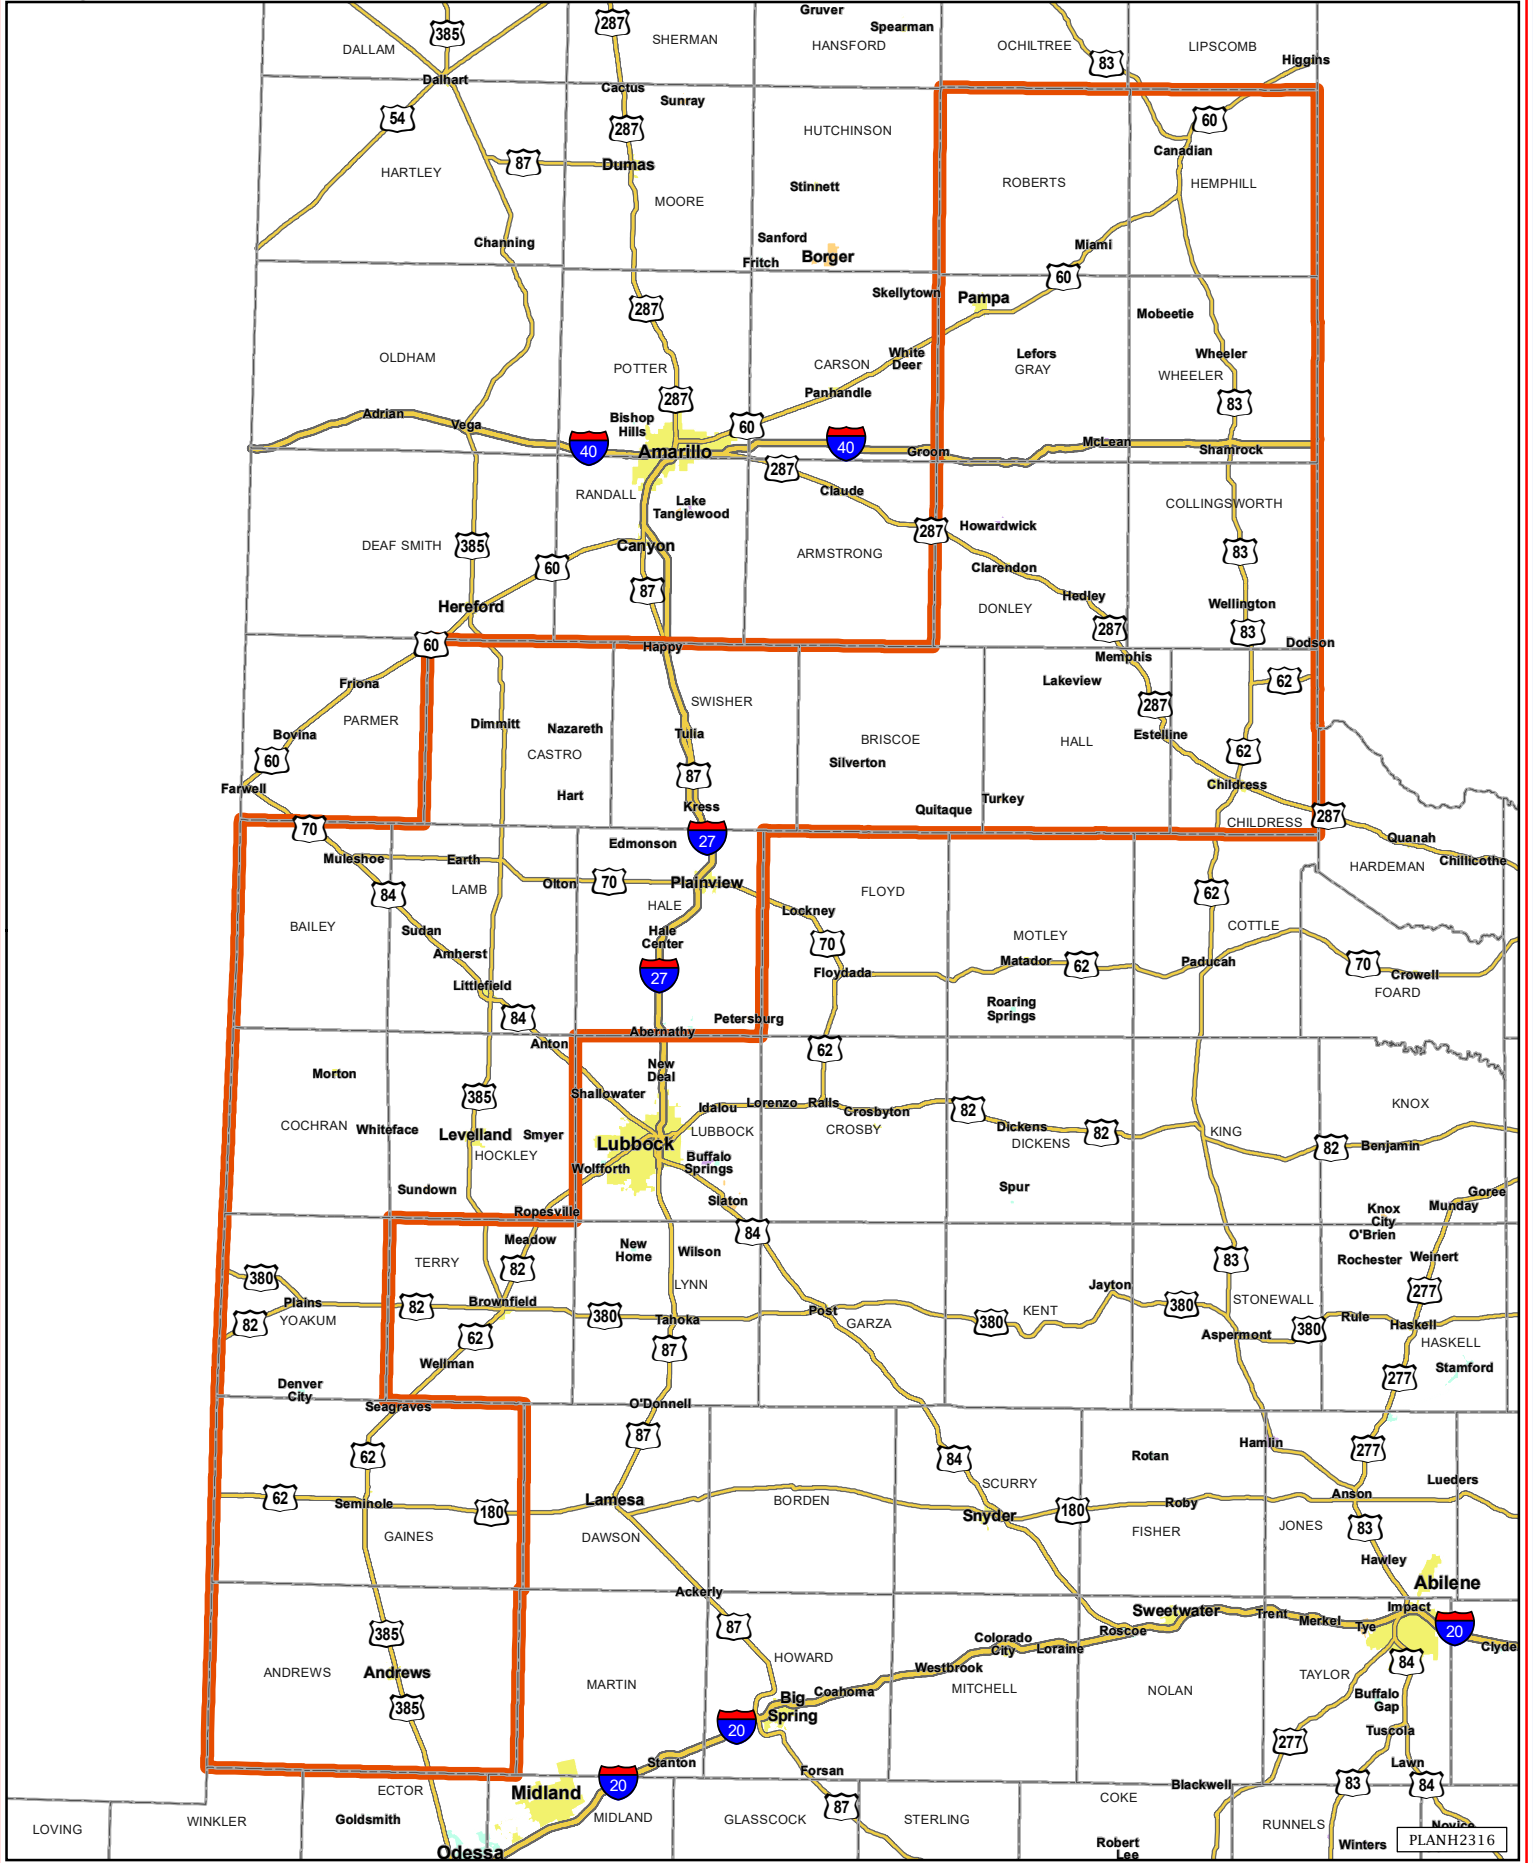 Gruver
Spearman
287
385
SHERMAN
DALLAM
HANSFORD
OCHILTREE
LIPSCOMB
83
Higgins
Dalhart
Cactus
Sunray
54
287
60
HUTCHINSON
Canadian
87
Dumas
HARTLEY
Stinnett
ROBERTS
HEMPHILL
MOORE
Channing
Sanford
Borger
Miami
Fritch
60
Skellytown
Pampa
287
Mobeetie
OLDHAM
POTTER
CARSON
White
Deer
Lefors
GRAY
Wheeler
WHEELER
Panhandle
287
83
Adrian
Vega
Bishop
Hills
60
40
40
Amarillo
Groom
McLean
Shamrock
287
RANDALL
Claude
Lake
Tanglewood
COLLINGSWORTH
287
Howardwick
DEAF SMITH
385
Canyon
ARMSTRONG
83
60
Clarendon
87
Hedley
Hereford
DONLEY
Wellington
287
83
60
Happy
Dodson
Memphis
Friona
Lakeview
62
SWISHER
287
PARMER
Dimmitt
Nazareth
Bovina
Tulia
BRISCOE
HALL
Estelline
CASTRO
60
Silverton
62
87
Farwell
Childress
Hart
Kress
Quitaque
Turkey
287
CHILDRESS
70
27
Quanah
Edmonson
Muleshoe
Earth
Chillicothe
HARDEMAN
84
LAMB
Olton
70
Plainview
FLOYD
62
HALE
Lockney
BAILEY
Sudan
Hale
Center
70
MOTLEY
COTTLE
Amherst
Matador
62
Paducah
70
Crowell
27
Floydada
Littlefield
FOARD
84
Roaring
Springs
Petersburg
Abernathy
Anton
62
Morton
New
Deal
385
Shallowater
Idalou
Lorenzo
Ralls
Crosbyton
82
KNOX
COCHRAN
Whiteface
Levelland
Smyer
Lubbock
LUBBOCK
CROSBY
Dickens
DICKENS
82
KING
82
Benjamin
HOCKLEY
Wolfforth
Buffalo
Springs
Sundown
Slaton
Spur
Goree
Ropesville
Knox
City
Munday
O'Brien
84
Meadow
New
Home
Wilson
TERRY
82
83
Rochester
Weinert
380
LYNN
Jayton
277
Plains
82
Brownfield
380
Tahoka
Post
GARZA
380
KENT
380
STONEWALL
YOAKUM
82
62
Aspermont
380
Rule
Haskell
HASKELL
87
Wellman
Stamford
Denver
City
277
Seagraves
O'Donnell
87
62
84
Rotan
Hamlin
277
SCURRY
Lueders
62
Seminole
180
Lamesa
BORDEN
Snyder
180
Roby
Anson
GAINES
DAWSON
FISHER
JONES
83
Hawley
Ackerly
Abilene
385
87
Sweetwater
Trent
Merkel
Tye
Impact
20
Colorado
City
Loraine
Roscoe
Clyde
ANDREWS
Andrews
HOWARD
Westbrook
84
MARTIN
Coahoma
MITCHELL
NOLAN
TAYLOR
385
Big
Spring
Buffalo
Gap
20
Tuscola
277
Stanton
Forsan
Lawn
20
Blackwell
83
84
ECTOR
Midland
COKE
Goldsmith
MIDLAND
GLASSCOCK
87
STERLING
LOVING
WINKLER
RUNNELS
Novice
PLANH2316
Winters
Robert
Lee
Odessa